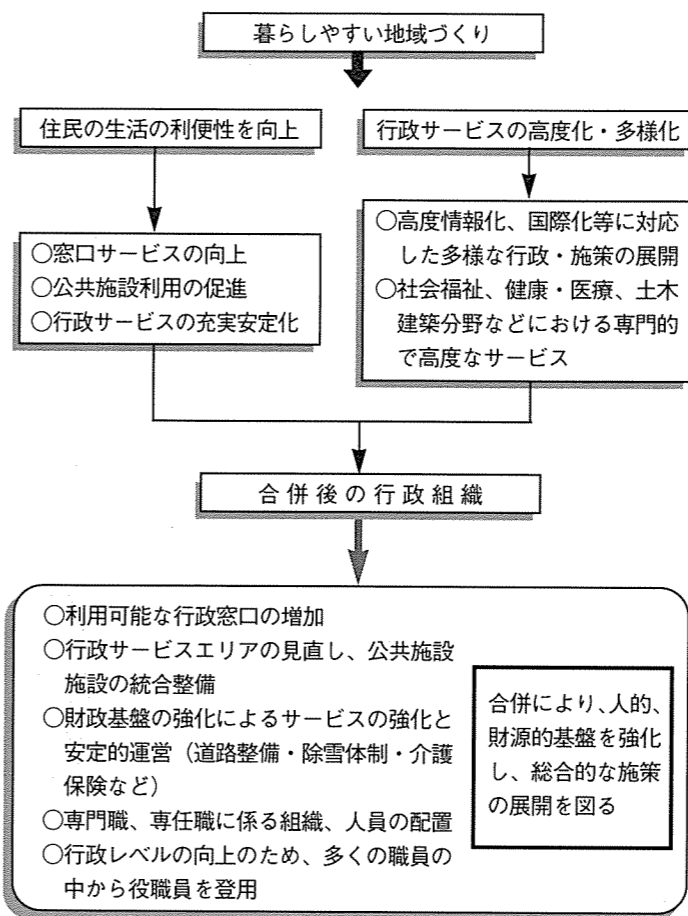 暮らしやすい地域づくり
住民の生活の利便性を向上
行政サービスの高度化・多様化
○窓口サービスの向上
○公共施設利用の促進
○行政サービスの充実安定化
○高度情報化、国際化等に対応
した多様な行政・施策の展開
○社会福祉、健康・医療、土木
建築分野などにおける専門的
で高度なサービス
合併後の行政組織
○利用可能な行政窓口の増加
○行政サービスエリアの見直し、公共施設
施設の統合整備
○財政基盤の強化によるサービスの強化と
安定的運営（道路整備・除雪体制・介護
保険など）
○専門職、専任職に係る組織、人員の配置
○行政レベルの向上のため、多くの職員の
中から役職員を登用
合併により、人的、
財源的基盤を強化
し、総合的な施策
の展開を図る